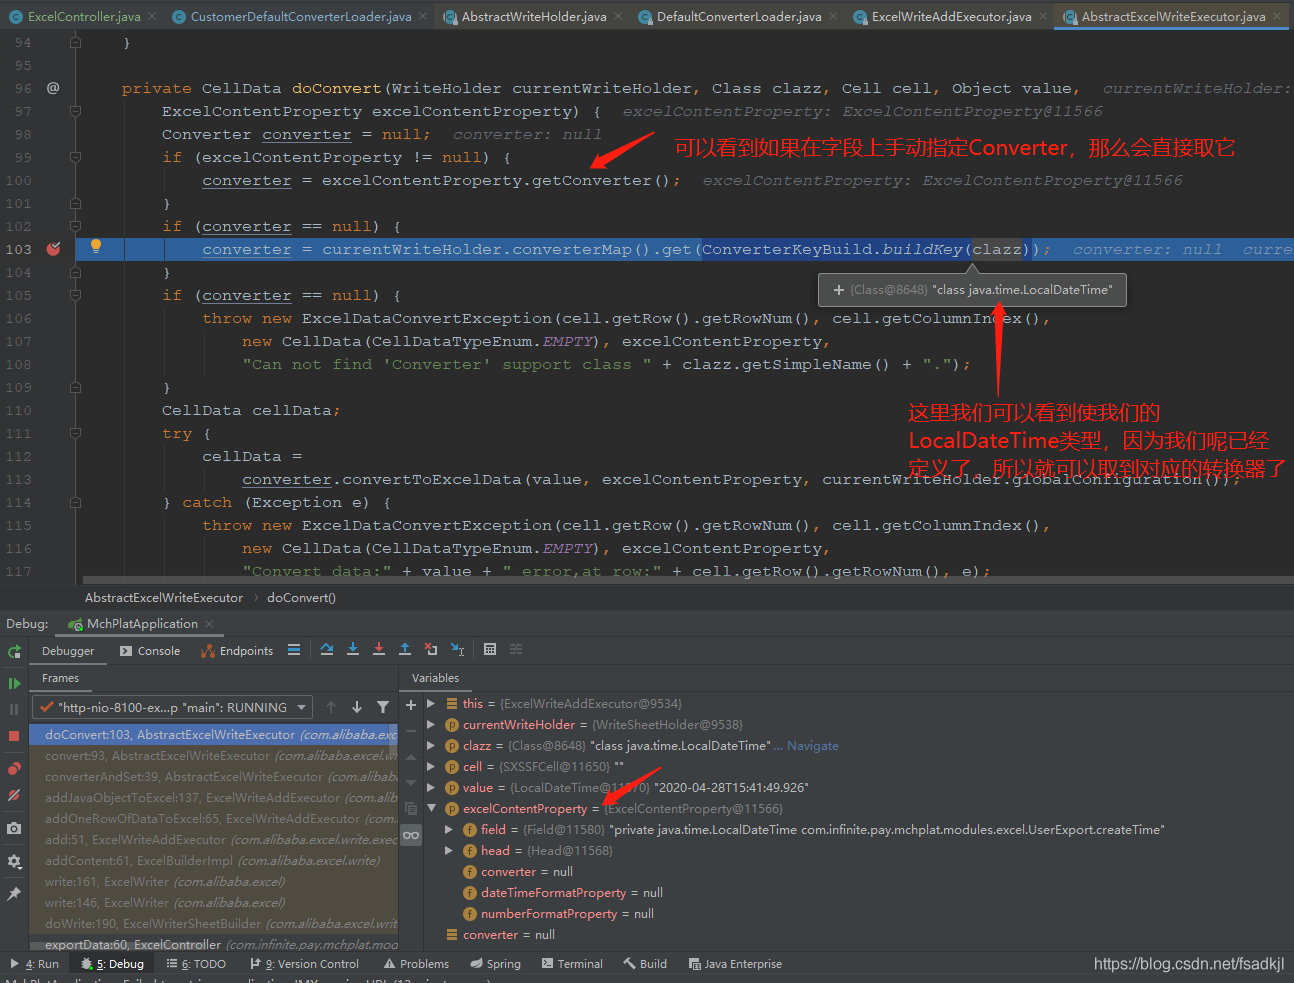 ExcelController.java × CustomerDefaultConverterLoader.java × AbstractWriteHolder.java × DefaultConverterLoader.java × ExcelWriteAddExecutor.java × AbstractExcelWriteExecutor.java ×
94 }
95
96 @ private CellData doConvert(WriteHolder currentWriteHolder, Class clazz, Cell cell, Object value, currentWriteHolder:
97 ExcelContentProperty excelContentProperty) { excelContentProperty: ExcelContentProperty@11566
98 Converter converter = null; converter: null
99 if (excelContentProperty != null) {
可以看到如果在字段上手动指定Converter，那么会直接取它
100 converter = excelContentProperty.getConverter(); excelContentProperty: ExcelContentProperty@11566
101 }
102 if (converter == null) {
103 converter = currentWriteHolder.converterMap().get(ConverterKeyBuild.buildKey(clazz)); converter: null curre
104 }
+ {Class@8648} "class java.time.LocalDateTime"
105 if (converter == null) {
106 throw new ExcelDataConvertException(cell.getRow().getRowNum(), cell.getColumnIndex(),
107 new CellData(CellDataTypeEnum.EMPTY), excelContentProperty,
108 "Can not find 'Converter' support class " + clazz.getSimpleName() + ".");
109 }
110 CellData cellData;
这里我们可以看到使我们的
LocalDateTime类型，因为我们呢已经
定义了，所以就可以取到对应的转换器了
111 try {
112 cellData =
113 converter.convertToExcelData(value, excelContentProperty, currentWriteHolder.globalConfiguration());
114 } catch (Exception e) {
115 throw new ExcelDataConvertException(cell.getRow().getRowNum(), cell.getColumnIndex(),
116 new CellData(CellDataTypeEnum.EMPTY), excelContentProperty,
117 "Convert data:" + value + " error,at row:" + cell.getRow().getRowNum(), e);
AbstractExcelWriteExecutor › doConvert()
Debug: MchPlatApplication ×
Debugger Console Endpoints
Frames
Variables
"http-nio-8100-ex...p "main": RUNNING
doConvert:103, AbstractExcelWriteExecutor (com.alibaba.exc
convert:93, AbstractExcelWriteExecutor (com.alibaba.excel.w
converterAndSet:39, AbstractExcelWriteExecutor (com.alibab
addJavaObjectToExcel:137, ExcelWriteAddExecutor (com.alib
addOneRowOfDataToExcel:65, ExcelWriteAddExecutor (com.a
add:51, ExcelWriteAddExecutor (com.alibaba.excel.write.exec
addContent:61, ExcelBuilderImpl (com.alibaba.excel.write)
write:161, ExcelWriter (com.alibaba.excel)
write:146, ExcelWriter (com.alibaba.excel)
doWrite:190, ExcelWriterSheetBuilder (com.alibaba.excel.writ
exportData:60, ExcelController (com.infinite.pay.mchplat.mod
this = {ExcelWriteAddExecutor@9534}
currentWriteHolder = {WriteSheetHolder@9538}
clazz = {Class@8648} "class java.time.LocalDateTime"... Navigate
cell = {SXSSFCell@11650} ""
value = {LocalDateTime@11570} "2020-04-28T15:41:49.926"
excelContentProperty = {ExcelContentProperty@11566}
field = {Field@11580} "private java.time.LocalDateTime com.infinite.pay.mchplat.modules.excel.UserExport.createTime"
head = {Head@11568}
converter = null
dateTimeFormatProperty = null
numberFormatProperty = null
converter = null
4: Run 5: Debug 6: TODO 9: Version Control Problems Spring Terminal Build Java Enterprise
https://blog.csdn.net/fsadkjl